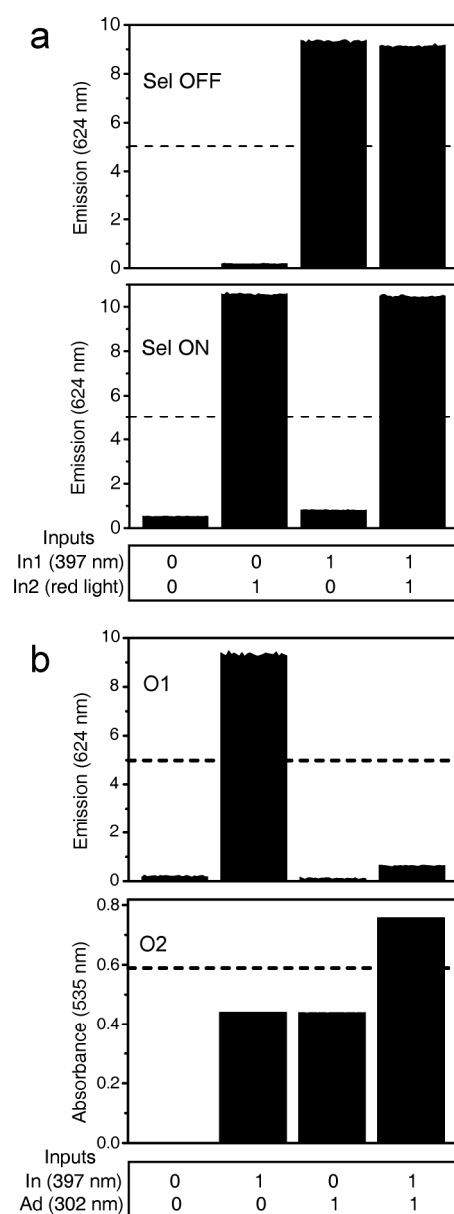 a
10
8
6
4
2
0
Emission (624 nm)
Sel OFF
10
8
6
4
2
0
Emission (624 nm)
Sel ON
Inputs
In1 (397 nm) 0 0 1 1
In2 (red light) 0 1 0 1
b
10
8
6
4
2
0
Emission (624 nm)
O1
0.8
0.6
0.4
0.2
0.0
Absorbance (535 nm)
O2
Inputs
In (397 nm) 0 1 0 1
Ad (302 nm) 0 0 1 1